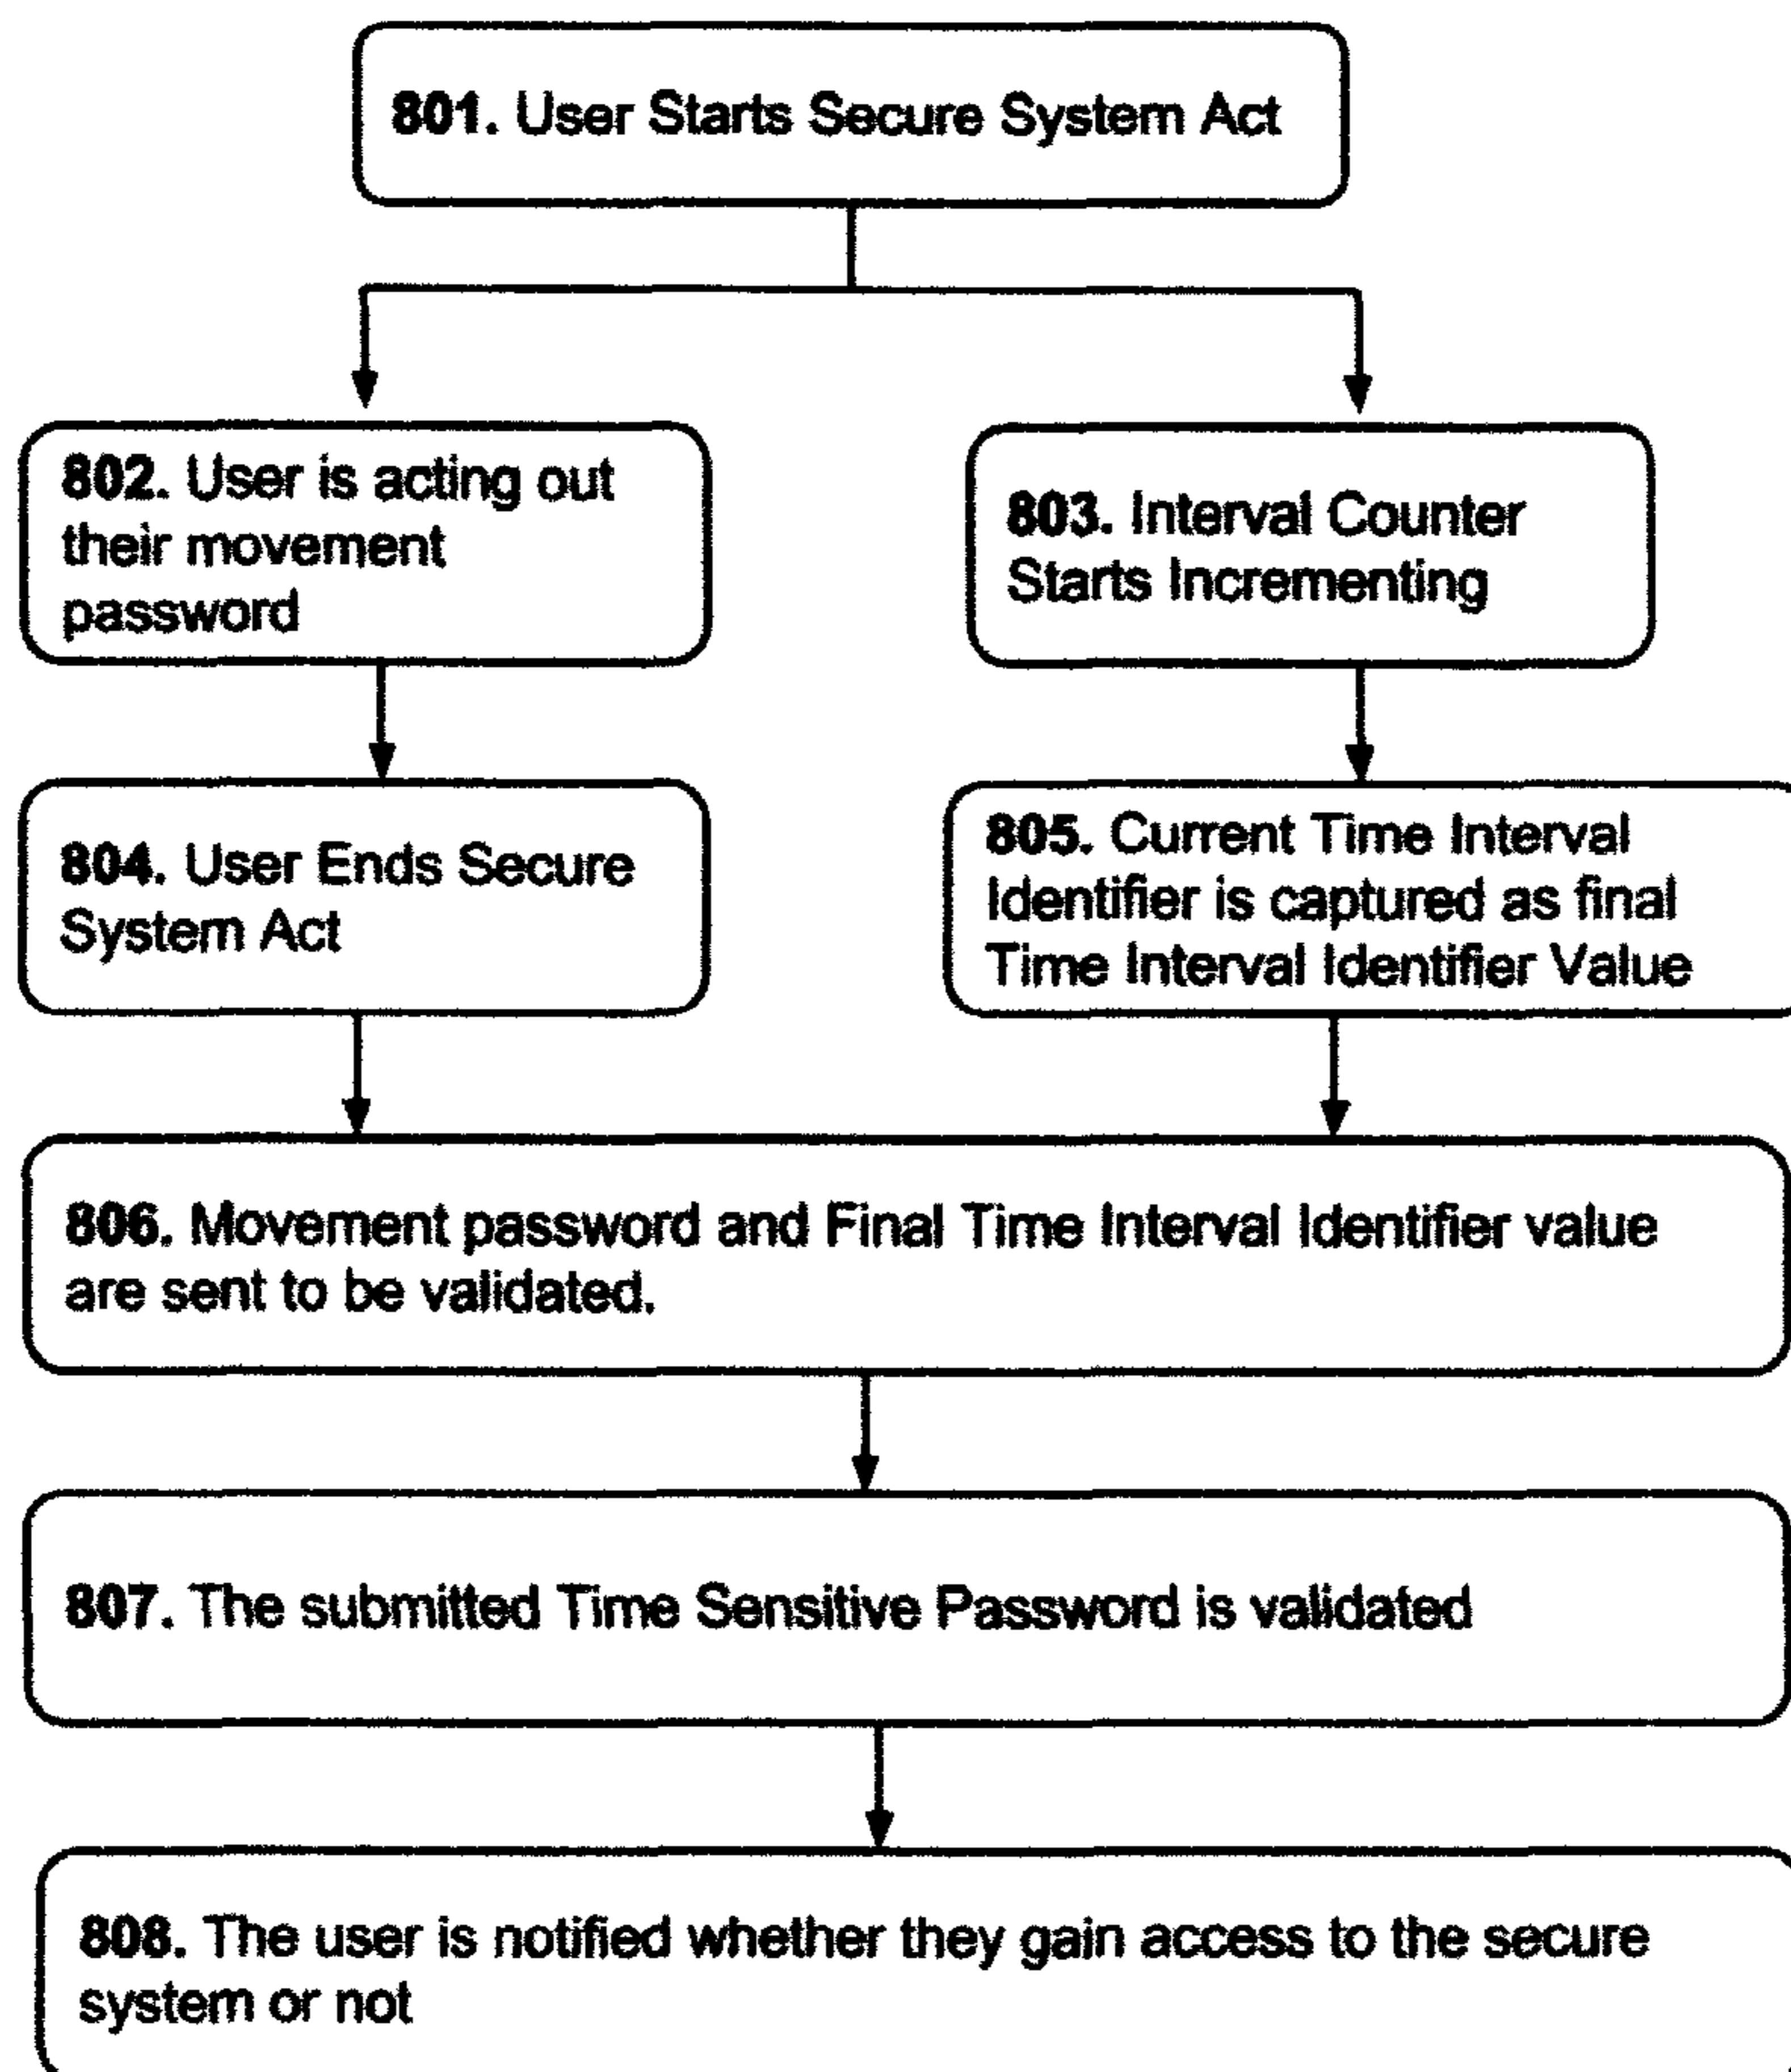 801. User Starts Secure System Act
802. User is acting out
their movement
password
803. Interval Counter
Starts Incrementing
804. User Ends Secure
System Act
805. Current Time Interval
Identifier is captured as final
Time Interval Identifier Value
806. Movement password and Final Time Interval Identifier value
are sent to be validated.
807. The submitted Time Sensitive Password is validated
808. The user is notified whether they gain access to the secure
system or not